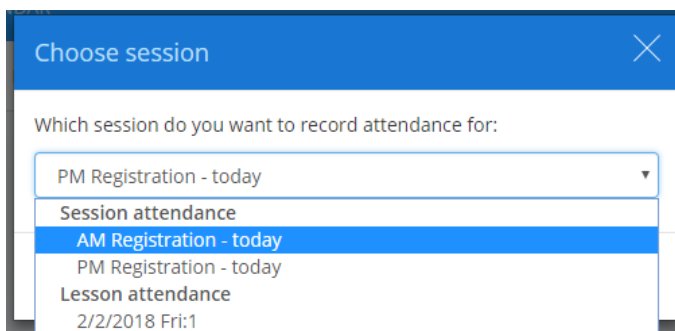 Choose session
Which session do you want to record attendance for:
PM Registration - today
Session attendance
AM Registration - today
PM Registration - today
Lesson attendance
2/2/2018 Fri:1